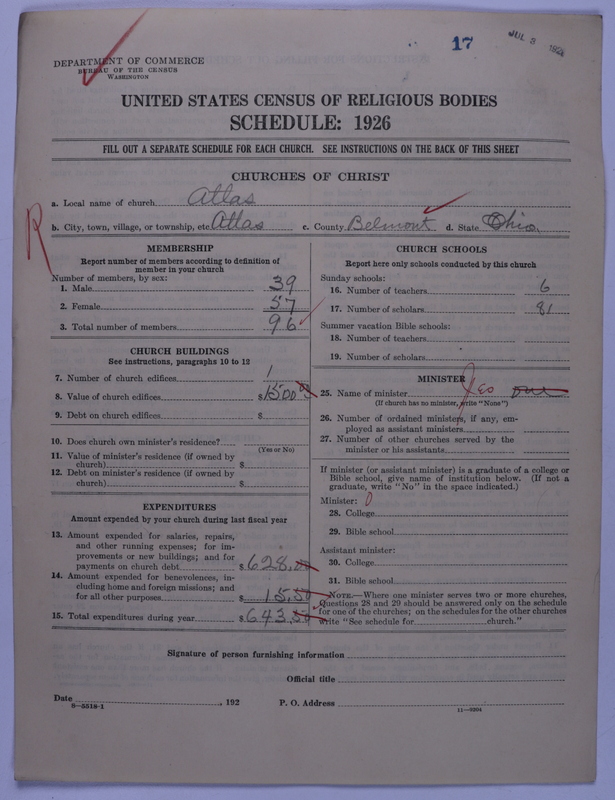 17
JUL 3 192
DEPARTMENT OF COMMERCE
BUREAU OF THE CENSUS
WASHINGTON
UNITED STATES CENSUS OF RELIGIOUS BODIES
SCHEDULE: 1926
FILL OUT A SEPARATE SCHEDULE FOR EACH CHURCH. SEE INSTRUCTIONS ON THE BACK OF THIS SHEET
CHURCHES OF CHRIST
a. Local name of church Atlas
b. City, town, village, or township, etc. Atlas c. County Belmont d. State Ohio
R
MEMBERSHIP
Report number of members according to definition of
member in your church
Number of members, by sex:
1. Male 39
2. Female 57
3. Total number of members 96
CHURCH BUILDINGS
See instructions, paragraphs 10 to 12
7. Number of church edifices 1
8. Value of church edifices $1500.00
9. Debt on church edifices $
10. Does church own minister's residence?
(Yes or No)
11. Value of minister's residence (if owned by
church) $
12. Debt on minister's residence (if owned by
church) $
EXPENDITURES
Amount expended by your church during last fiscal year
13. Amount expended for salaries, repairs,
and other running expenses; for im-
provements or new buildings; and for
payments on church debt $628.00
14. Amount expended for benevolences, in-
cluding home and foreign missions; and
for all other purposes $15.50
15. Total expenditures during year $643.50
CHURCH SCHOOLS
Report here only schools conducted by this church
Sunday schools:
16. Number of teachers 6
17. Number of scholars 81
Summer vacation Bible schools:
18. Number of teachers
19. Number of scholars
MINISTER
25. Name of minister Yes one
(If church has no minister, write "None")
26. Number of ordained ministers, if any, em-
ployed as assistant ministers
27. Number of other churches served by the
minister or his assistants
If minister (or assistant minister) is a graduate of a college or
Bible school, give name of institution below. (If not a
graduate, write "No" in the space indicated.)
Minister: 0
28. College
29. Bible school
Assistant minister:
30. College
31. Bible school
NOTE.—Where one minister serves two or more churches,
Questions 28 and 29 should be answered only on the schedule
for one of the churches; on the schedules for the other churches
write "See schedule for church."
Signature of person furnishing information
Official title
Date , 192 P. O. Address
9-5518-1 11-9204